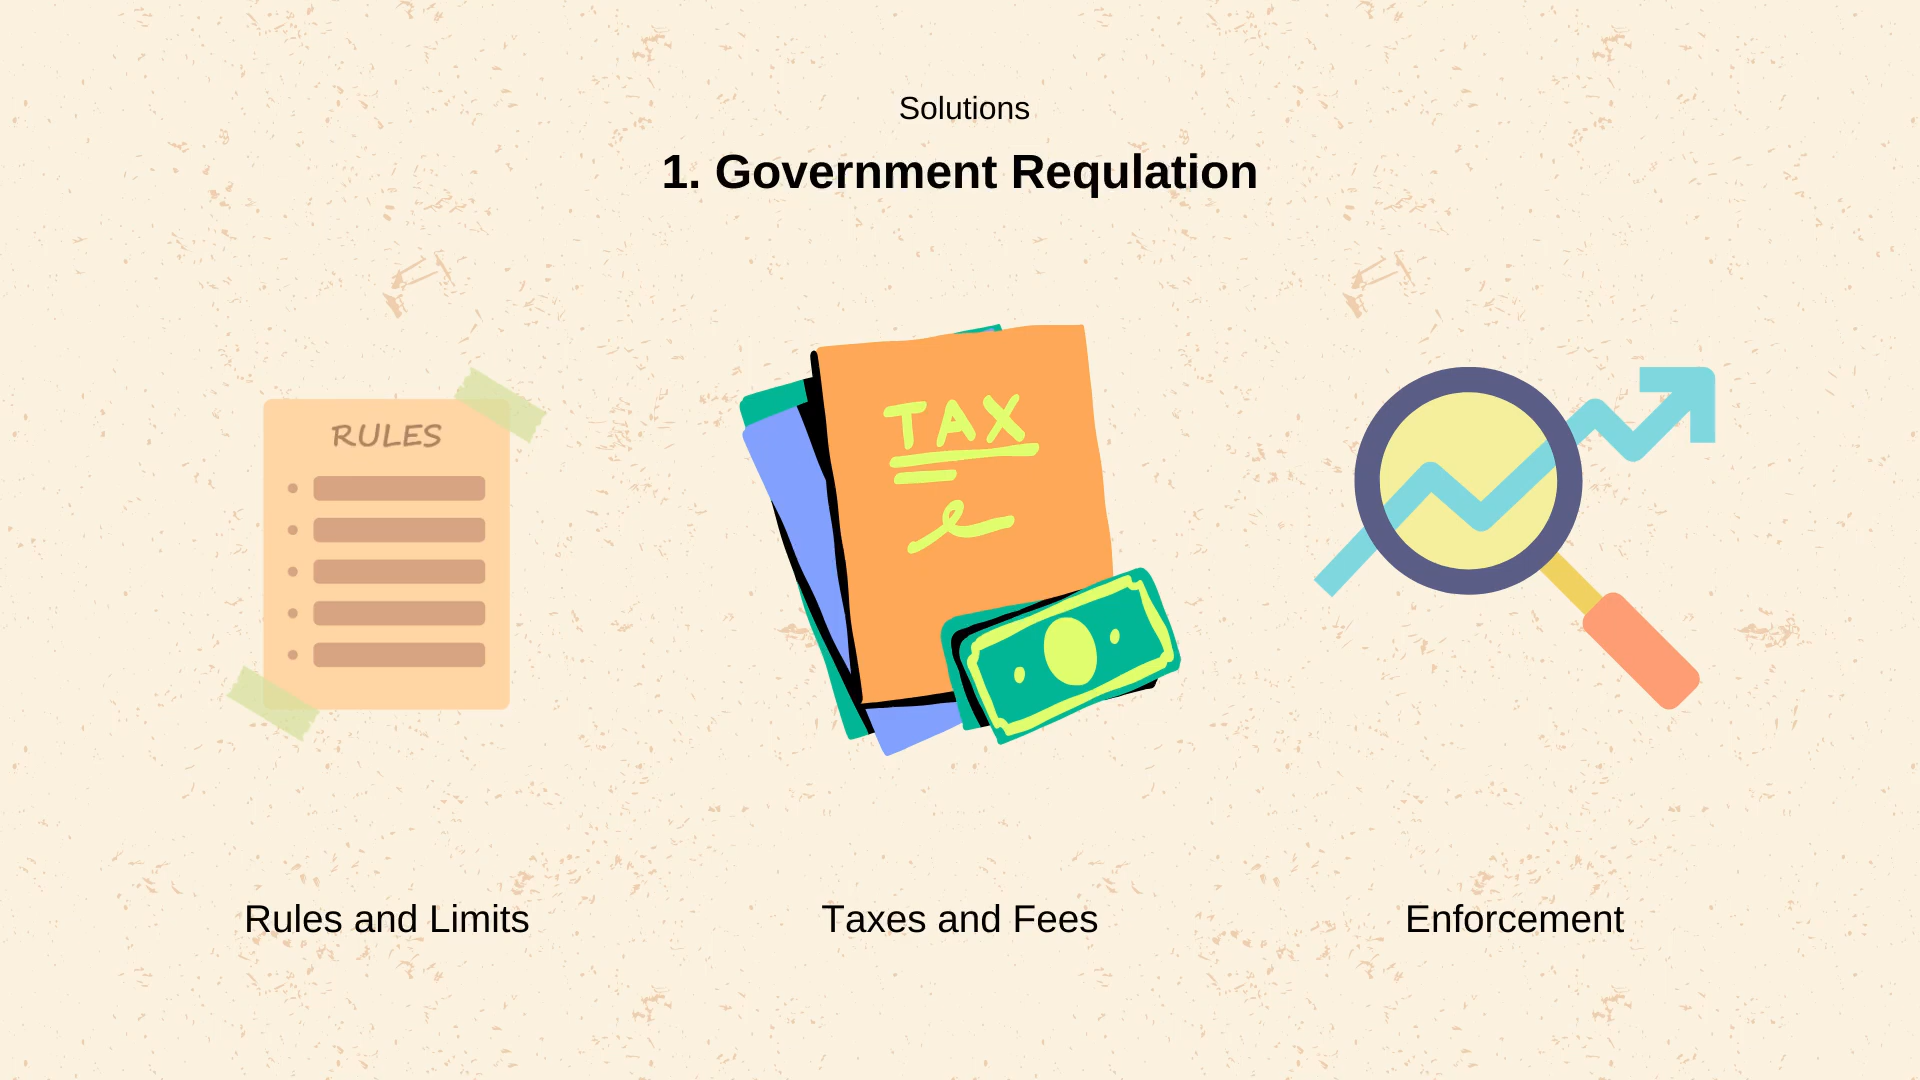 Solutions
1. Government Requlation
RULES
TAX
Rules and Limits
Taxes and Fees
Enforcement